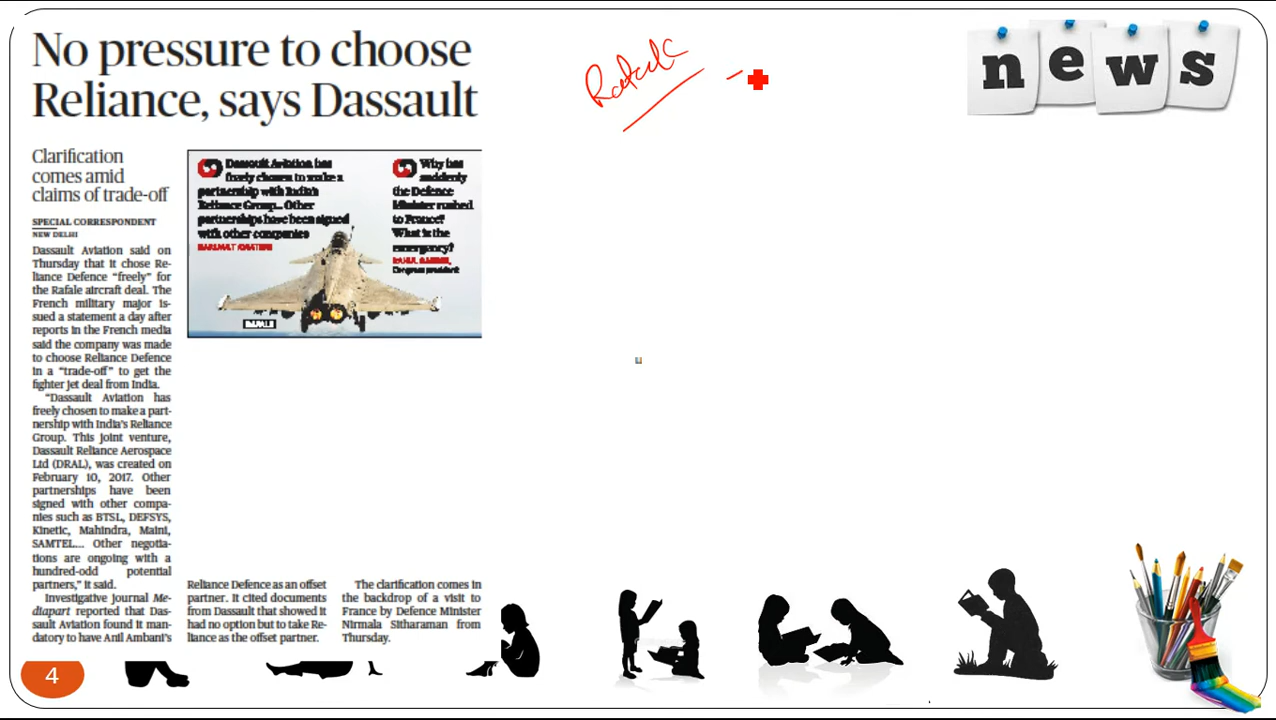 No pressure to choose
Reliance, says Dassault
Clarification
comes amid
claims of trade-off
SPECIAL CORRESPONDENT
NEW DELHI
Dassault Aviation said on
Thursday that it chose Re-
liance Defence “freely” for
the Rafale aircraft deal. The
French military major is-
sued a statement a day after
reports in the French media
said the company was made
to choose Reliance Defence
in a “trade-off” to get the
fighter jet deal from India.
“Dassault Aviation has
freely chosen to make a part-
nership with India’s Reliance
Group. This joint venture,
Dassault Reliance Aerospace
Ltd (DRAL), was created on
February 10, 2017. Other
partnerships have been
signed with other compa-
nies such as BTSL, DEFSYS,
Kinetic, Mahindra, Maini,
SAMTEL... Other negotia-
tions are ongoing with a
hundred-odd potential
partners,” it said.
Investigative journal Me-
diapart reported that Das-
sault Aviation found it man-
datory to have Anil Ambani’s
Dassault Aviation has
freely chosen to make a
partnership with India's
Reliance Group... Other
partnerships have been signed
with other companies
DASSAULT AVIATION
Why has
suddenly
the Defence
Minister rushed
to France?
What is the
emergency?
RAHUL GANDHI,
Congress president
RAFALE
Reliance Defence as an offset
partner. It cited documents
from Dassault that showed it
had no option but to take Re-
liance as the offset partner.
The clarification comes in
the backdrop of a visit to
France by Defence Minister
Nirmala Sitharaman from
Thursday.
Rafale
news
4